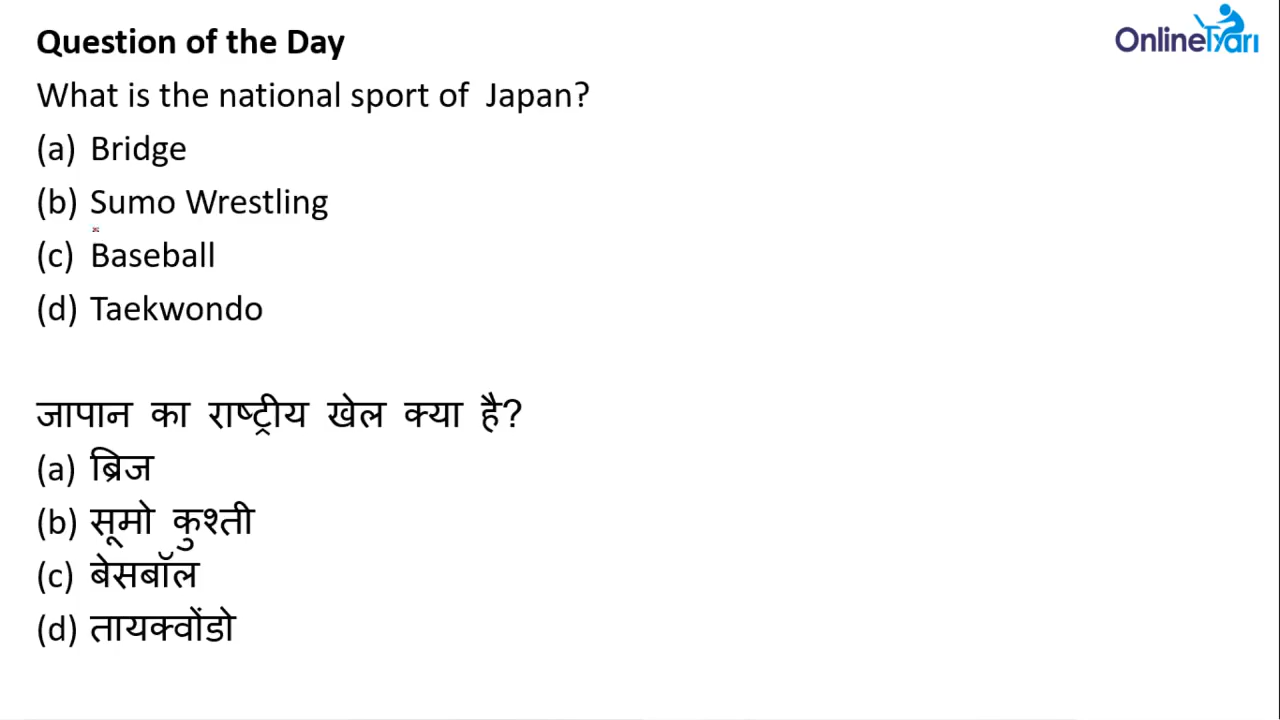 Question of the Day
OnlineTyari
What is the national sport of Japan?
(a) Bridge
(b) Sumo Wrestling
(c) Baseball
(d) Taekwondo
जापान का राष्ट्रीय खेल क्या है?
(a) ब्रिज
(b) सूमो कुश्ती
(c) बेसबॉल
(d) तायक्वोंडो